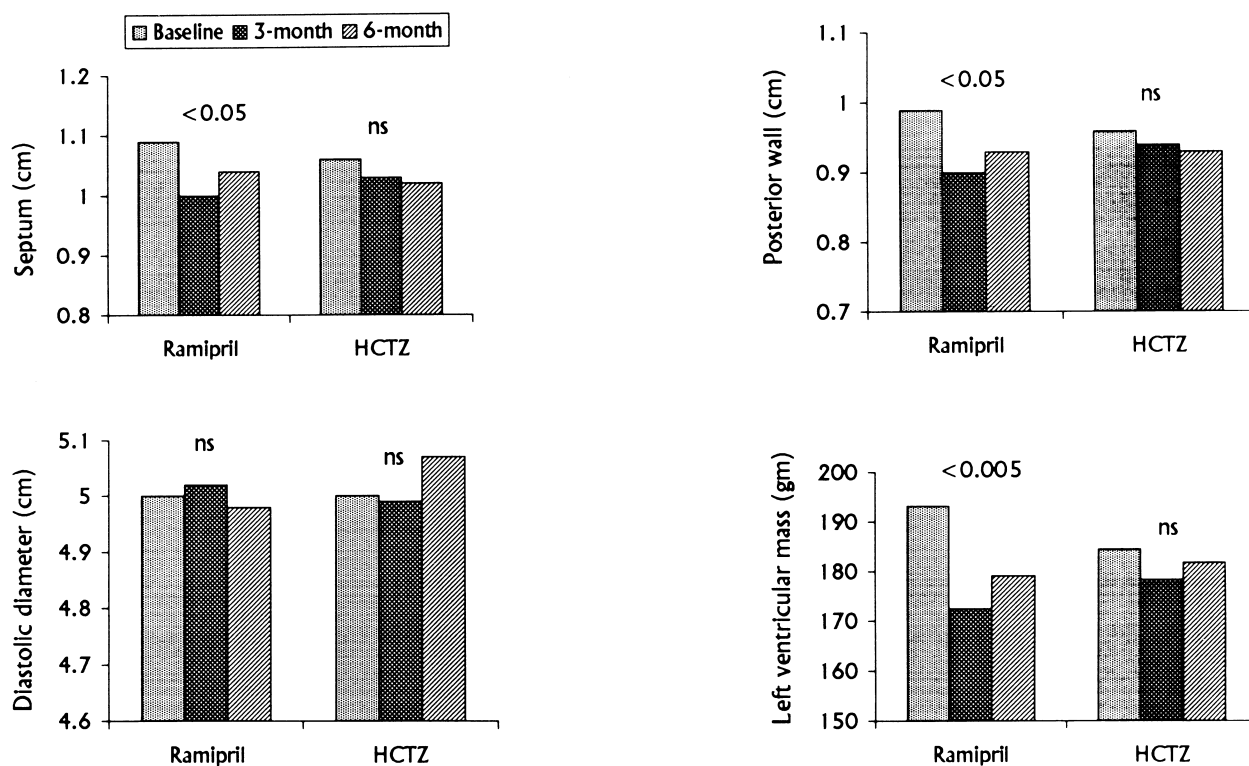 Baseline 3-month 6-month
1.2
1.1
1
0.9
0.8
Septum (cm)
<0.05
ns
Ramipril
HCTZ
1.1
1
0.9
0.8
0.7
Posterior wall (cm)
<0.05
ns
Ramipril
HCTZ
5.1
5
4.9
4.8
4.7
4.6
Diastolic diameter (cm)
ns
ns
Ramipril
HCTZ
200
190
180
170
160
150
Left ventricular mass (gm)
<0.005
ns
Ramipril
HCTZ